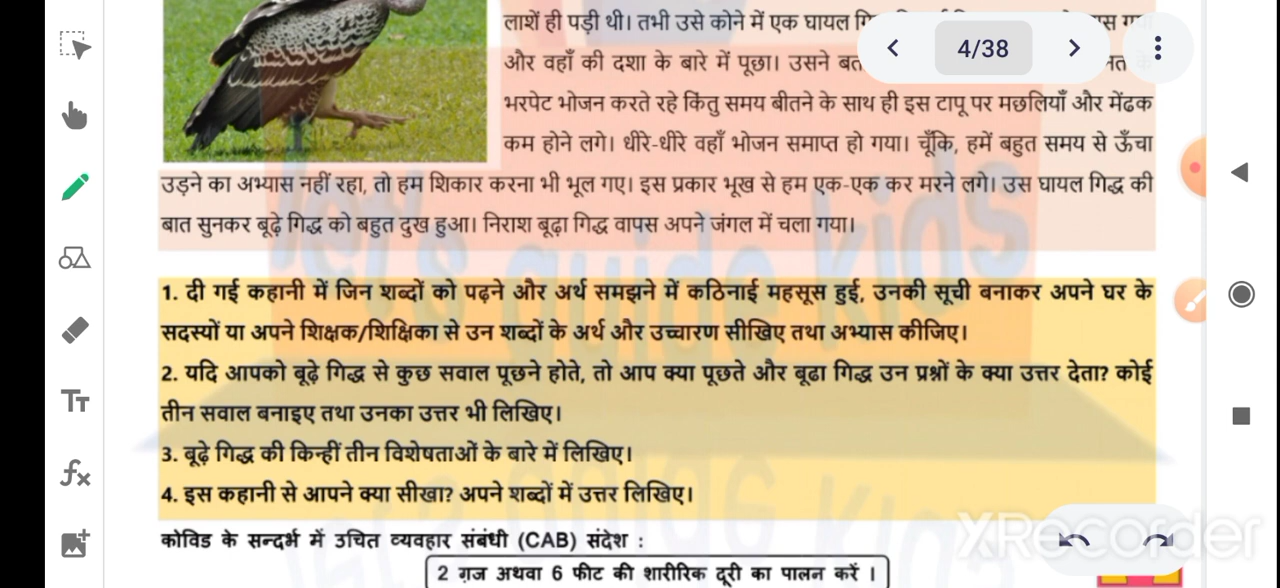 लाशें ही पड़ी थी। तभी उसे कोने में एक घायल
4/38
और वहाँ की दशा के बारे में पूछा। उसने
भरपेट भोजन करते रहे किंतु समय बीतने के साथ ही इस टापू पर मछलियाँ और मेंढक
कम होने लगे। धीरे-धीरे वहाँ भोजन समाप्त हो गया। चूँकि, हमें बहुत समय से ऊँचा
उड़ने का अभ्यास नहीं रहा, तो हम शिकार करना भी भूल गए। इस प्रकार भूख से हम एक-एक कर मरने लगे। उस घायल गिद्ध की
बात सुनकर बूढ़े गिद्ध को बहुत दुख हुआ। निराश बूढ़ा गिद्ध वापस अपने जंगल में चला गया।
let's guide kids
1. दी गई कहानी में जिन शब्दों को पढ़ने और अर्थ समझने में कठिनाई महसूस हुई, उनकी सूची बनाकर अपने घर के
सदस्यों या अपने शिक्षक/शिक्षिका से उन शब्दों के अर्थ और उच्चारण सीखिए तथा अभ्यास कीजिए।
2. यदि आपको बूढ़े गिद्ध से कुछ सवाल पूछने होते, तो आप क्या पूछते और बूढा गिद्ध उन प्रश्नों के क्या उत्तर देता? कोई
तीन सवाल बनाइए तथा उनका उत्तर भी लिखिए।
3. बूढ़े गिद्ध की किन्हीं तीन विशेषताओं के बारे में लिखिए।
4. इस कहानी से आपने क्या सीखा? अपने शब्दों में उत्तर लिखिए।
कोविड के सन्दर्भ में उचित व्यवहार संबंधी (CAB) संदेश :
2 ग़ज अथवा 6 फीट की शारीरिक दूरी का पालन करें ।
XRecorder
TT
fx